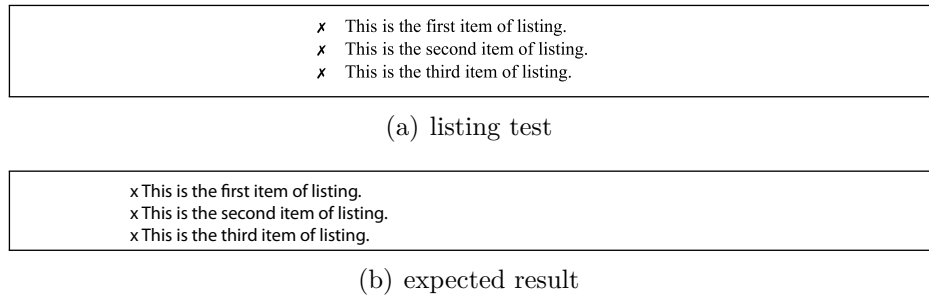 ✗ This is the first item of listing.
✗ This is the second item of listing.
✗ This is the third item of listing.
(a) listing test
x This is the first item of listing.
x This is the second item of listing.
x This is the third item of listing.
(b) expected result